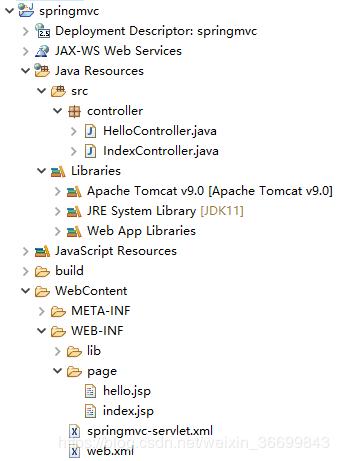 springmvc
Deployment Descriptor: springmvc
JAX-WS Web Services
Java Resources
src
controller
HelloController.java
IndexController.java
Libraries
Apache Tomcat v9.0 [Apache Tomcat v9.0]
JRE System Library [JDK11]
Web App Libraries
JavaScript Resources
build
WebContent
META-INF
WEB-INF
lib
page
hello.jsp
index.jsp
springmvc-servlet.xml
https://blog.csdn.net/weixin_36699843
web.xml